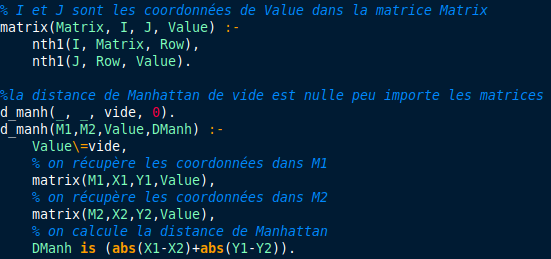 % I et J sont les coordonnées de Value dans la matrice Matrix
matrix(Matrix, I, J, Value) :-
    nth1(I, Matrix, Row),
    nth1(J, Row, Value).

%la distance de Manhattan de vide est nulle peu importe les matrices
d_manh(_, _, vide, 0).
d_manh(M1,M2,Value,DManh) :-
    Value\=vide,
    % on récupère les coordonnées dans M1
    matrix(M1,X1,Y1,Value),
    % on récupère les coordonnées dans M2
    matrix(M2,X2,Y2,Value),
    % on calcule la distance de Manhattan
    DManh is (abs(X1-X2)+abs(Y1-Y2)).